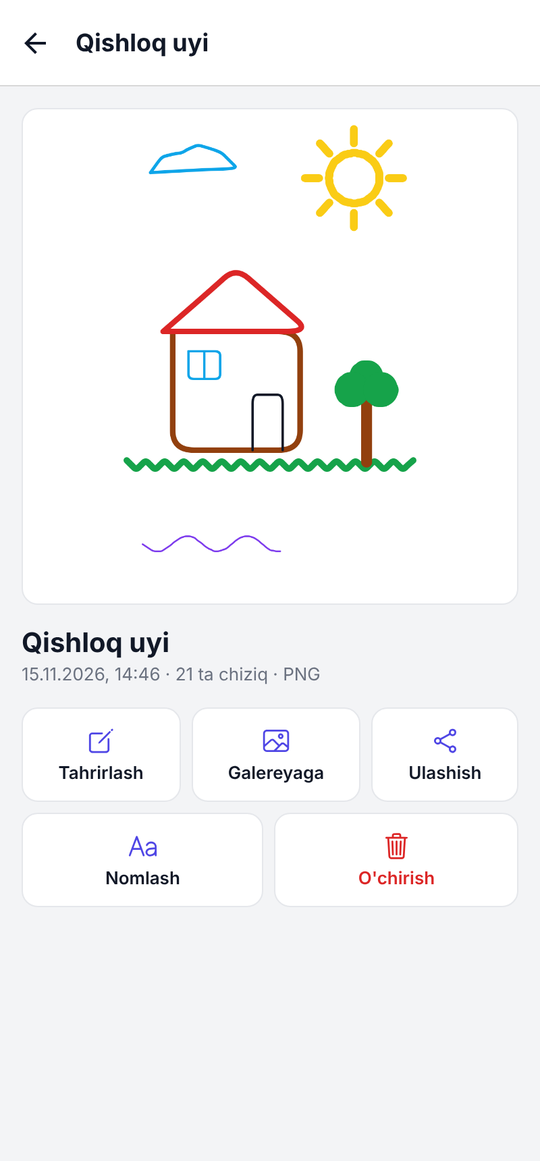 Qishloq uyi
Qishloq uyi
15.11.2026, 14:46 · 21 ta chiziq · PNG
Tahrirlash
Galereyaga
Ulashish
Aa
Nomlash
O'chirish